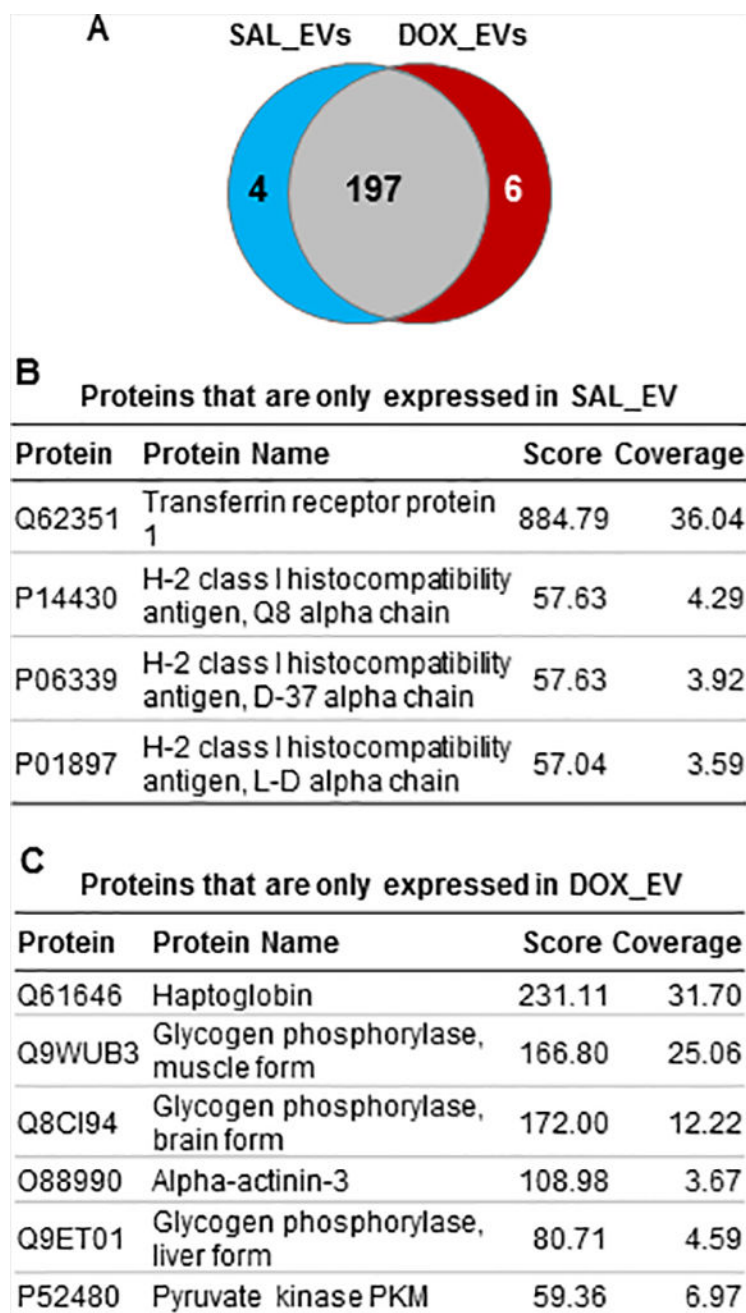 A
SAL_EVs DOX_EVs
4 197 6
B
Proteins that are only expressed in SAL_EV
Protein Protein Name Score Coverage
Q62351 Transferrin receptor protein 1 884.79 36.04
P14430 H-2 class I histocompatibility antigen, Q8 alpha chain 57.63 4.29
P06339 H-2 class I histocompatibility antigen, D-37 alpha chain 57.63 3.92
P01897 H-2 class I histocompatibility antigen, L-D alpha chain 57.04 3.59
C
Proteins that are only expressed in DOX_EV
Protein Protein Name Score Coverage
Q61646 Haptoglobin 231.11 31.70
Q9WUB3 Glycogen phosphorylase, muscle form 166.80 25.06
Q8CI94 Glycogen phosphorylase, brain form 172.00 12.22
O88990 Alpha-actinin-3 108.98 3.67
Q9ET01 Glycogen phosphorylase, liver form 80.71 4.59
P52480 Pyruvate kinase PKM 59.36 6.97